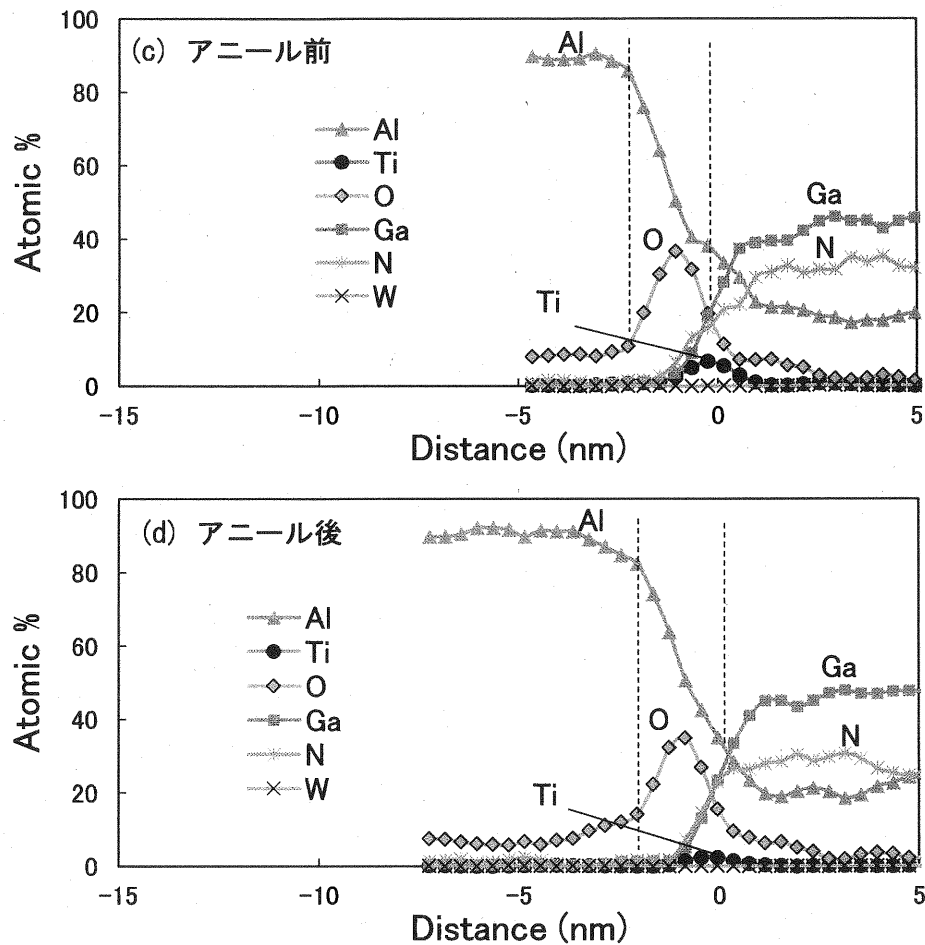 (c) アニール前
Atomic %
100
80
60
40
20
0
Al
Ti
O
Ga
N
W
Al
O
Ti
Ga
N
-15
-10
-5
0
5
Distance (nm)
(d) アニール後
Atomic %
100
80
60
40
20
0
Al
Ti
O
Ga
N
W
Al
O
Ti
Ga
N
-15
-10
-5
0
5
Distance (nm)